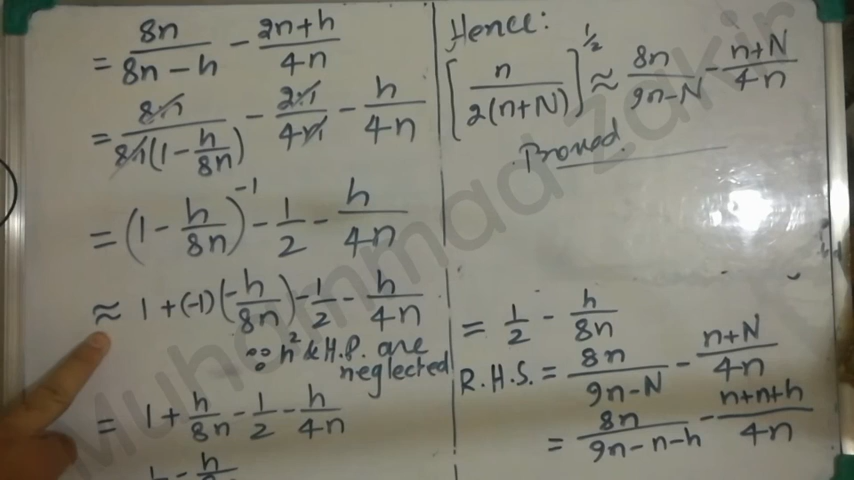 = 8n/(8n-h) - (2n+h)/4n
= 8n/(8n(1-h/8n)) - 2n/4n - h/4n
= (1-h/8n)^-1 - 1/2 - h/4n
≈ 1+(-1)(-h/8n) - 1/2 - h/4n
∵ h² & H.P. are
neglected
= 1 + h/8n - 1/2 - h/4n
Hence:
[n/(2(n+N))]^1/2 ≈ 8n/(9n-N) - (n+N)/4n
Proved.
= 1/2 - h/8n
R.H.S. = 8n/(9n-N) - (n+N)/4n
= 8n/(9n-n-h) - (n+n+h)/4n
Muhammad Zakir